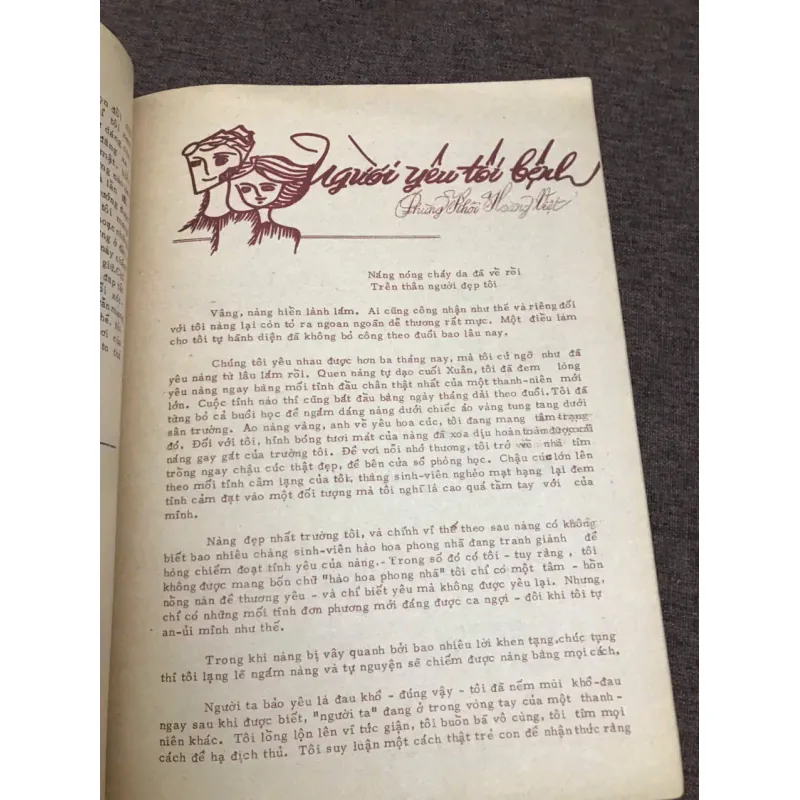 Người yêu tôi bệnh
Phùng Khôi Hoàng Việt
Nắng nóng cháy da đã về rồi
Trên thân người đẹp tôi
Vâng, nàng hiền lành lắm. Ai cũng công nhận như thế và riêng đối
với tôi nàng lại còn tỏ ra ngoan ngoãn dễ thương rất mực. Một điều làm
cho tôi tự hãnh diện đã không bỏ công theo đuổi bao lâu nay.
Chúng tôi yêu nhau được hơn ba tháng nay, mà tôi cứ ngỡ như đã
yêu nàng từ lâu lắm rồi. Quen nàng tự dạo cuối Xuân, tôi đã đem lòng
yêu nàng ngay bằng mối tình đầu chân thật nhất của một thanh-niên mới
lớn. Cuộc tình nào thì cũng bắt đầu bằng ngày tháng dài theo đuổi. Tôi đã
từng bỏ cả buổi học để ngắm dáng nàng dưới chiếc áo vàng tung tang dưới
sân trường. Ao nàng vàng, anh về yêu hoa cúc, tôi đang mang tâm trạng
đó. Đối với tôi, hình bóng tươi mát của nàng đã xoa dịu hoàn toàn được cái
nắng gay gắt của trường tôi. Để vơi nỗi nhớ thương, tôi trở về nhà tìm
trồng ngay chậu cúc thật đẹp, để bên cửa sổ phòng học. Chậu cúc lớn lên
theo mối tình câm lặng của tôi, thằng sinh-viên nghèo mạt hạng lại đem
tình cảm đạt vào một đối tượng mà tôi nghĩ là cao quá tầm tay với của
mình.
Nàng đẹp nhất trường tôi, và chính vì thế theo sau nàng có không
biết bao nhiêu chàng sinh-viên hào hoa phong nhã đang tranh giành để
hòng chiếm đoạt tình yêu của nàng.- Trong số đó có tôi - tuy rằng , tôi
không được mang bốn chữ "hào hoa phong nhã" tôi chỉ có một tâm - hồn
nồng nàn để thương yêu - và chỉ biết yêu mà không được yêu lại. Nhưng,
chỉ có những mối tình đơn phương mới đáng được ca ngợi - đôi khi tôi tự
an-ủi mình như thế.
Trong khi nàng bị vây quanh bởi bao nhiêu lời khen tặng, chúc tụng
thì tôi lặng lẽ ngắm nàng và tự nguyện sẽ chiếm được nàng bằng mọi cách.
Người ta bảo yêu là đau khổ - đúng vậy - tôi đã nếm mùi khổ-đau
ngay sau khi được biết, "người ta" đang ở trong vòng tay của một thanh-
niên khác. Tôi lồng lộn lên vì tức giận, tôi buồn bã vô cùng, tôi tìm mọi
cách để hạ địch thủ. Tôi suy luận một cách thật trẻ con để nhận thức rằng